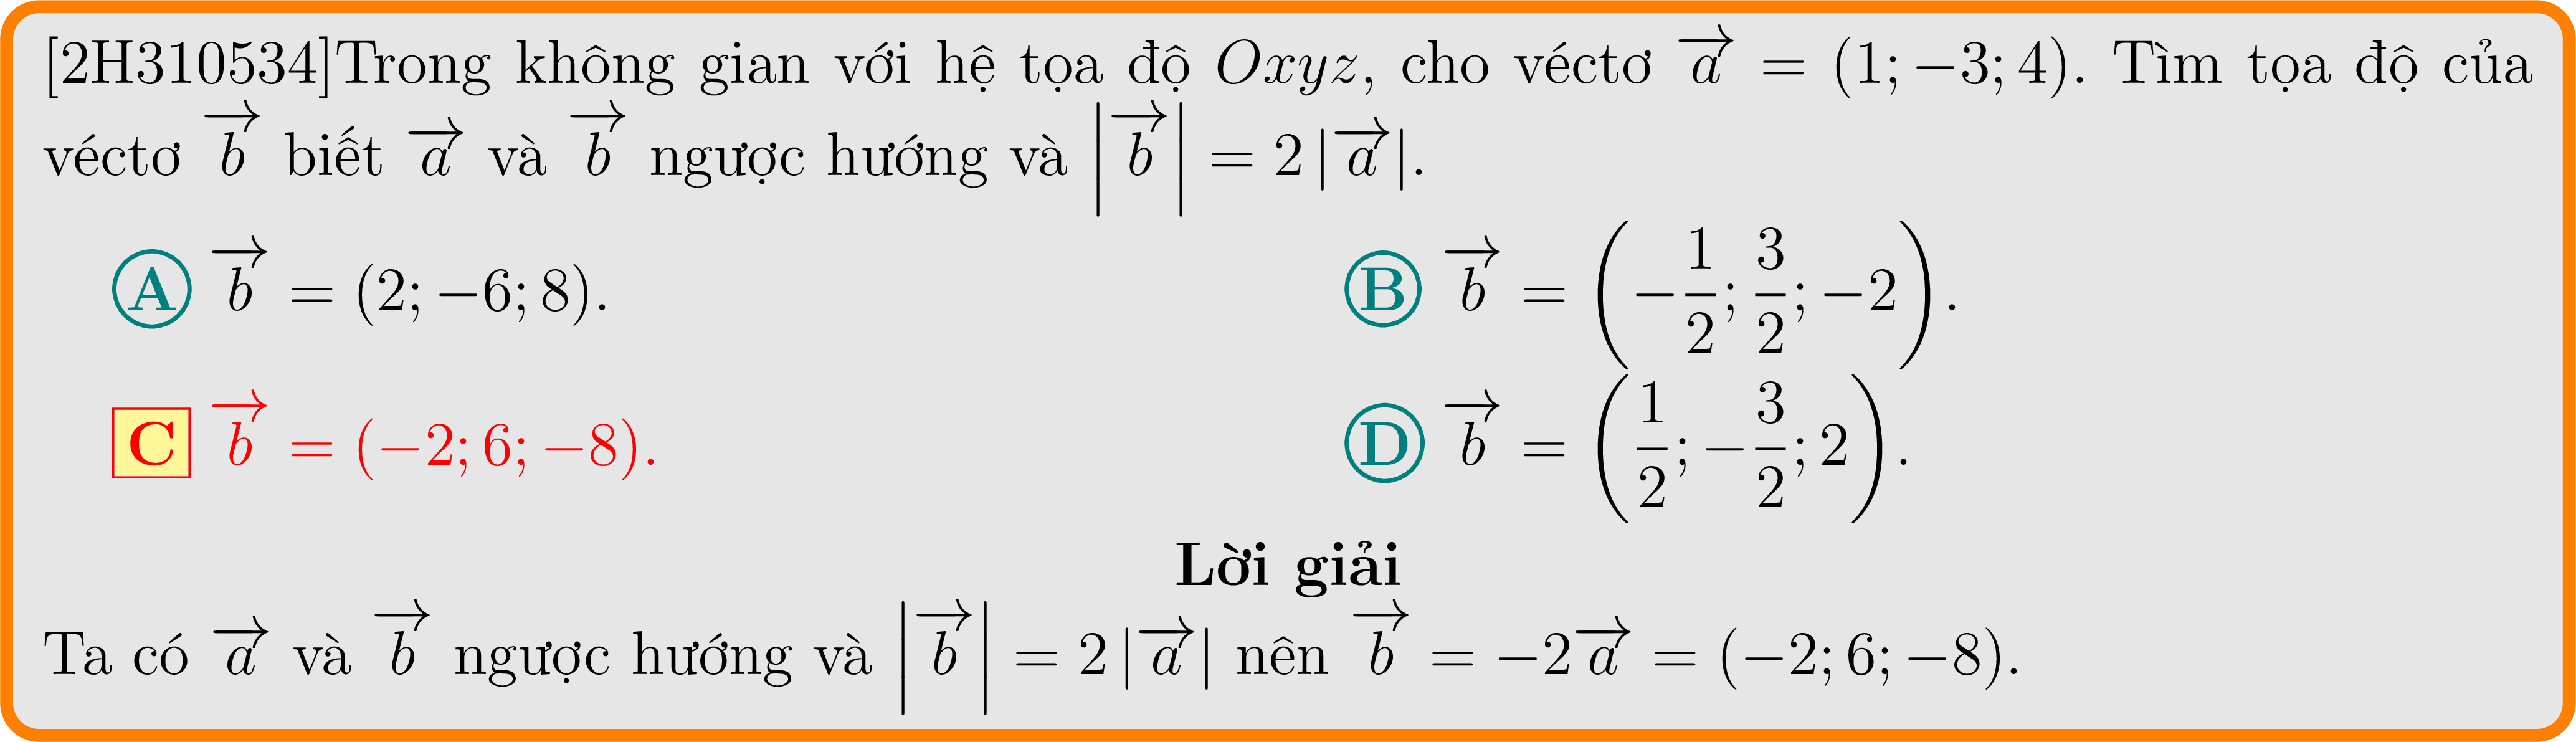 [2H310534]Trong không gian với hệ tọa độ $Oxyz$, cho véctơ $\overrightarrow{a} = (1; -3; 4)$. Tìm tọa độ của
véctơ $\overrightarrow{b}$ biết $\overrightarrow{a}$ và $\overrightarrow{b}$ ngược hướng và $\left|\overrightarrow{b}\right| = 2\left|\overrightarrow{a}\right|$.
A $\overrightarrow{b} = (2; -6; 8)$. B $\overrightarrow{b} = \left(-\dfrac{1}{2}; \dfrac{3}{2}; -2\right)$.
C $\overrightarrow{b} = (-2; 6; -8)$. D $\overrightarrow{b} = \left(\dfrac{1}{2}; -\dfrac{3}{2}; 2\right)$.
Lời giải
Ta có $\overrightarrow{a}$ và $\overrightarrow{b}$ ngược hướng và $\left|\overrightarrow{b}\right| = 2\left|\overrightarrow{a}\right|$ nên $\overrightarrow{b} = -2\overrightarrow{a} = (-2; 6; -8)$.